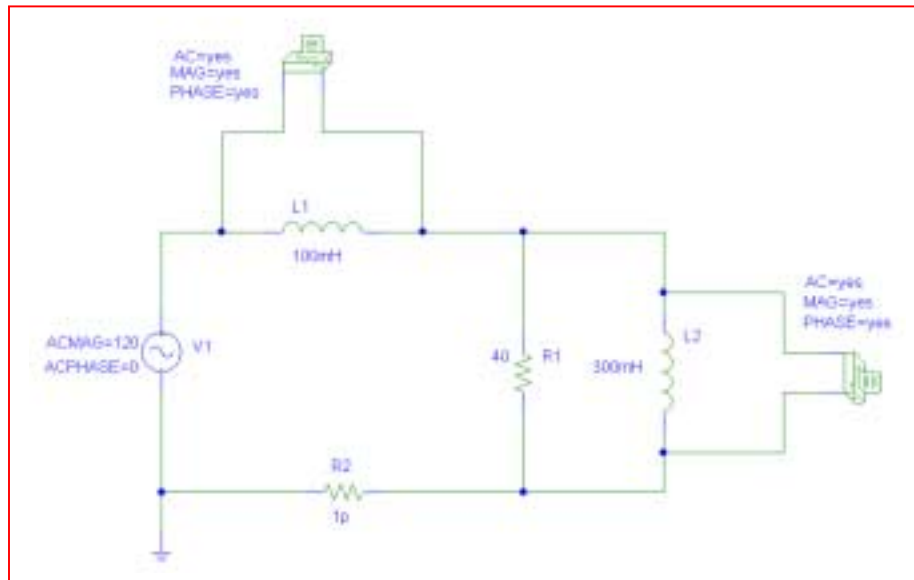 AC=yes
MAG=yes
PHASE=yes
L1
100mH
AC=yes
MAG=yes
PHASE=yes
ACMAG=120
V1
ACPHASE=0
40
R1
300mH
L2
R2
1p